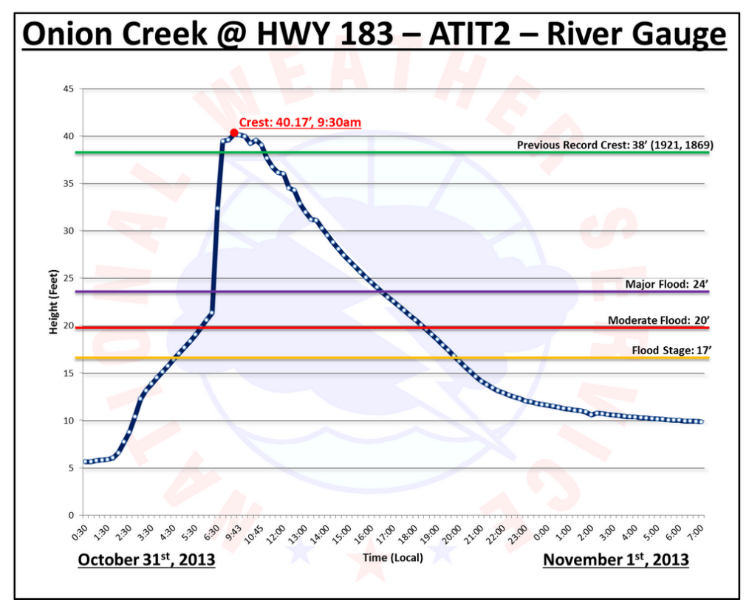 Onion Creek @ HWY 183 – ATIT2 – River Gauge
NATIONAL WEATHER SERVICE
45
40
35
30
25
20
15
10
5
0
Height (Feet)
Crest: 40.17’, 9:30am
Previous Record Crest: 38’ (1921, 1869)
Major Flood: 24’
Moderate Flood: 20’
Flood Stage: 17’
0:30 1:30 2:30 3:30 4:30 5:30 6:30 9:43 10:45 12:00 13:00 14:00 15:00 16:00 17:00 18:00 19:00 20:00 21:00 22:00 23:00 0:00 1:00 2:00 3:00 4:00 5:00 6:00 7:00
October 31st, 2013
Time (Local)
November 1st, 2013